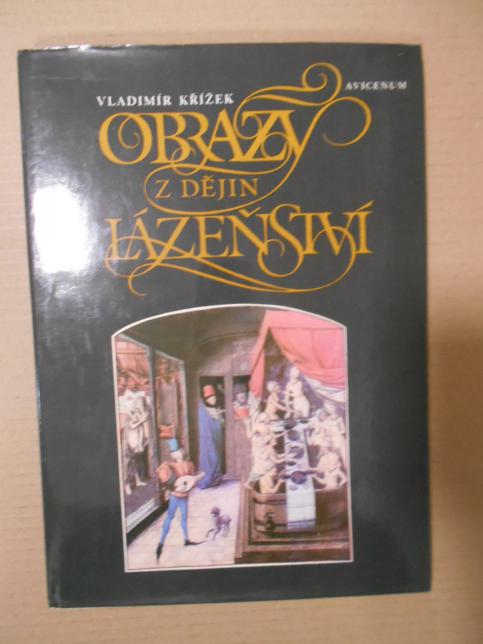 AVICENUM
VLADIMÍR KŘÍŽEK
OBRAZY
Z DĚJIN
LÁZEŇSTVÍ